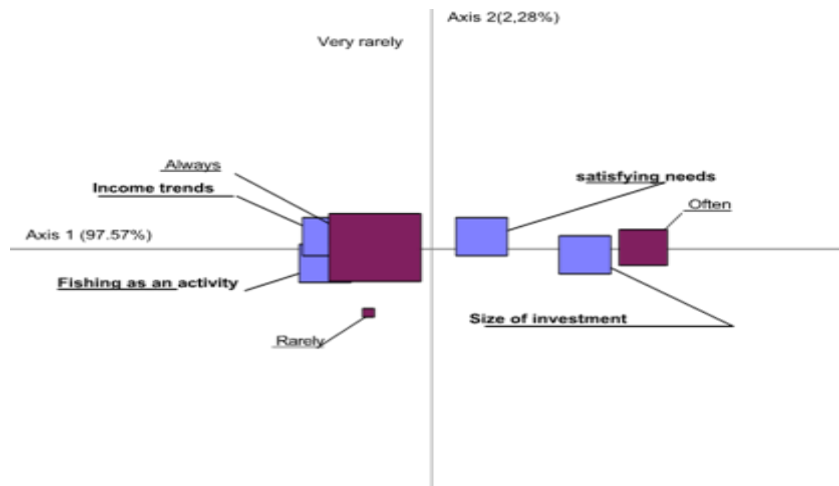 Axis 2(2,28%)
Very rarely
Always
Income trends
satisfying needs
Often
Axis 1 (97.57%)
Fishing as an activity
Size of investment
Rarely